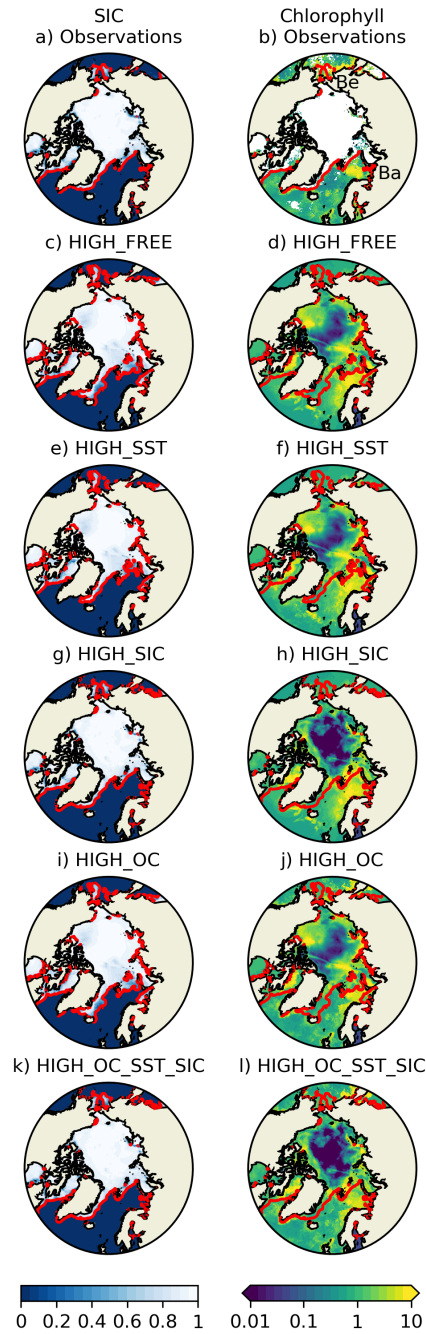 SIC Chlorophyll
a) Observations b) Observations
Be
Ba
c) HIGH_FREE d) HIGH_FREE
e) HIGH_SST f) HIGH_SST
g) HIGH_SIC h) HIGH_SIC
i) HIGH_OC j) HIGH_OC
k) HIGH_OC_SST_SIC l) HIGH_OC_SST_SIC
0 0.2 0.4 0.6 0.8 1 0.01 0.1 1 10